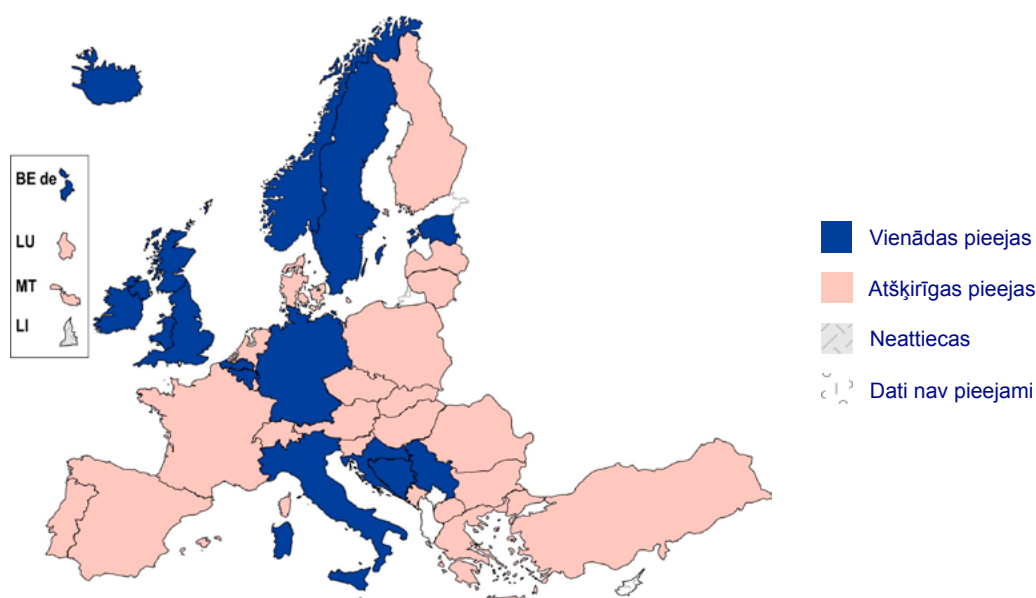 BE de
LU
MT
LI
Vienādas pieejas
Atšķirīgas pieejas
Neattiecas
Dati nav pieejami